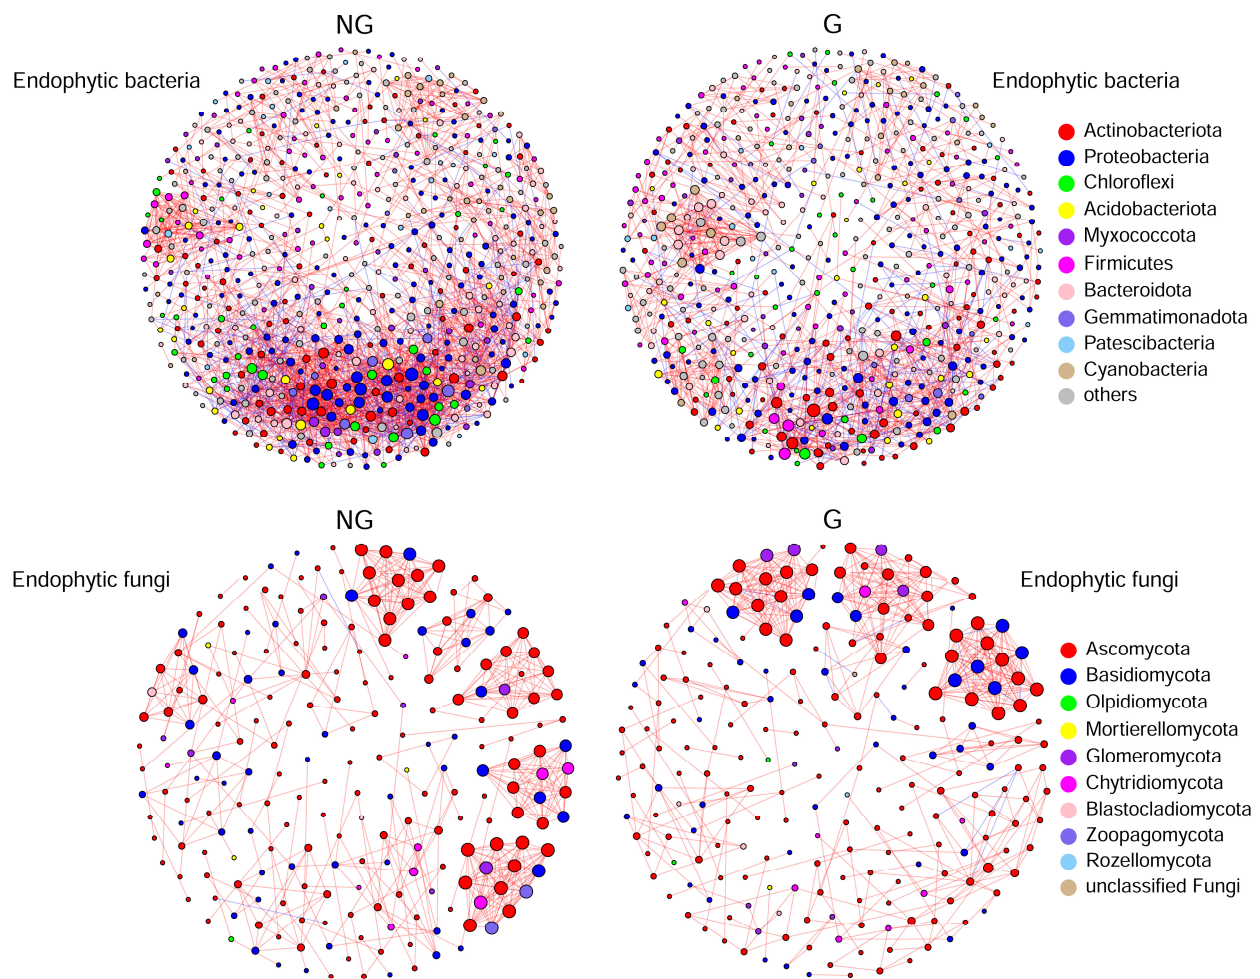 NG
G
Endophytic bacteria
Endophytic bacteria
Actinobacteriota
Proteobacteria
Chloroflexi
Acidobacteriota
Myxococcota
Firmicutes
Bacteroidota
Gemmatimonadota
Patescibacteria
Cyanobacteria
others
NG
G
Endophytic fungi
Endophytic fungi
Ascomycota
Basidiomycota
Olpidiomycota
Mortierellomycota
Glomeromycota
Chytridiomycota
Blastocladiomycota
Zoopagomycota
Rozellomycota
unclassified Fungi